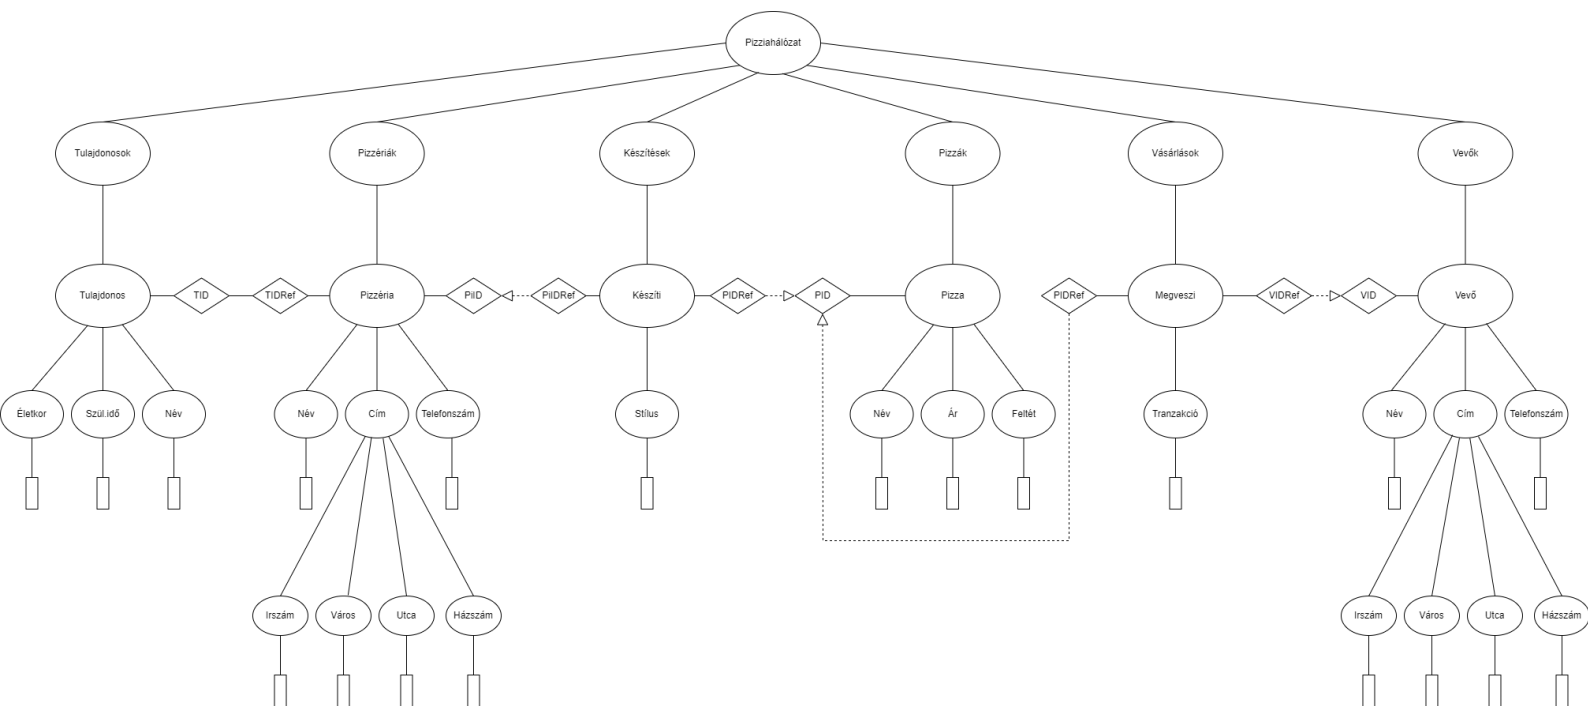 Pizziahálózat
Tulajdonosok
Pizzériák
Készítések
Pizzák
Vásárlások
Vevők
Tulajdonos
TID
TIDRef
Pizzéria
PiID
PiIDRef
Készíti
PIDRef
PID
Pizza
PIDRef
Megveszi
VIDRef
VID
Vevő
Életkor
Szül.idő
Név
Név
Cím
Telefonszám
Stílus
Név
Ár
Feltét
Tranzakció
Név
Cím
Telefonszám
Irszám
Város
Utca
Házszám
Irszám
Város
Utca
Házszám